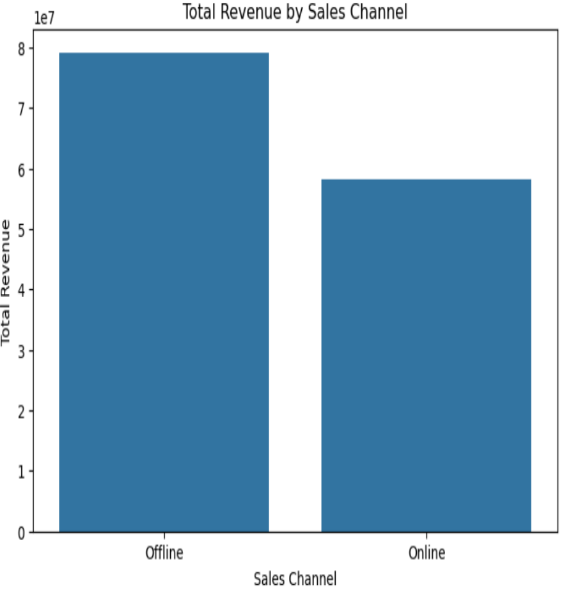 Total Revenue by Sales Channel
1e7
8
7
6
5
4
3
2
1
0
Total Revenue
Offline
Online
Sales Channel